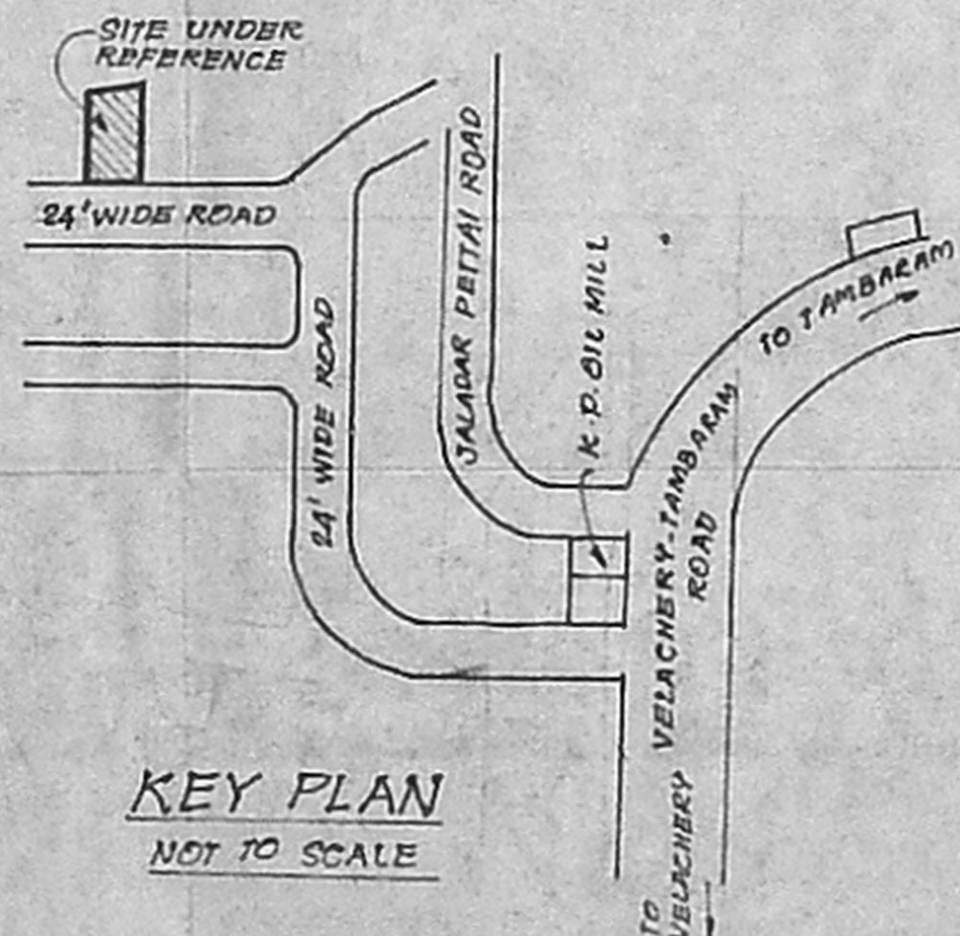 SITE UNDER
REFERENCE
24' WIDE ROAD
24' WIDE ROAD
JALADAR PETTAI ROAD
K.P. OIL MILL
TO TAMBARAM
VELACHERY-TAMBARAM
ROAD
TO
VELACHERY
KEY PLAN
NOT TO SCALE